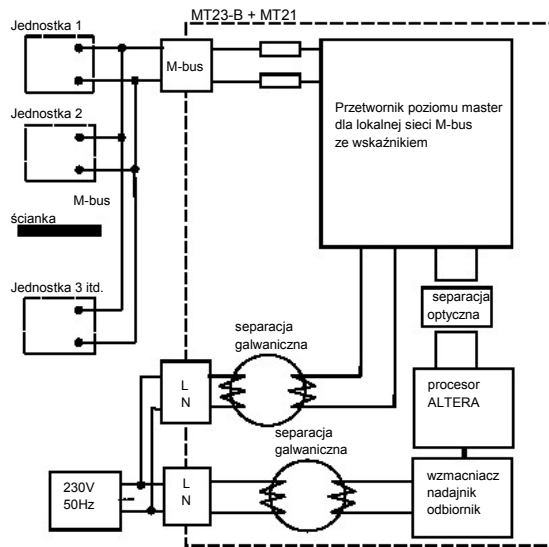 MT23-B + MT21
Jednostka 1
M-bus
Przetwornik poziomu master
dla lokalnej sieci M-bus
ze wskaźnikiem
Jednostka 2
M-bus
ścianka
Jednostka 3 itd.
separacja
optyczna
separacja
galwaniczna
L
N
procesor
ALTERA
separacja
galwaniczna
230V
50Hz
L
N
wzmacniacz
nadajnik
odbiornik